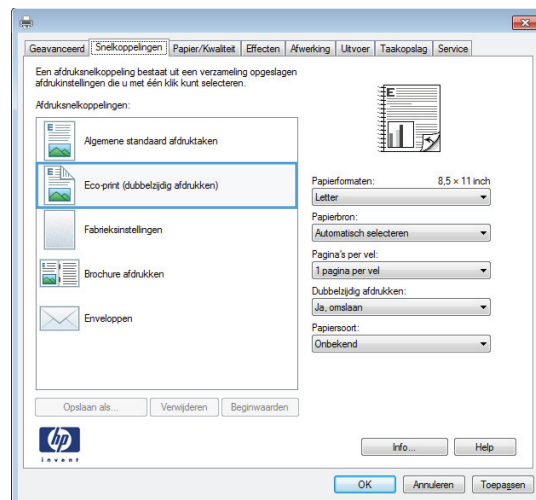 Geavanceerd Snelkoppelingen Papier/Kwaliteit Effecten Afwerking Uitvoer Taakopslag Service
Een afdruksnelkoppeling bestaat uit een verzameling opgeslagen
afdrukinstellingen die u met één klik kunt selecteren.
Afdruksnelkoppelingen:
Algemene standaard afdruktaken
Eco-print (dubbelzijdig afdrukken)
Fabrieksinstellingen
Brochure afdrukken
Enveloppen
Opslaan als... Verwijderen Beginwaarden
Papierformaten: 8,5 × 11 inch
Letter
Papierbron:
Automatisch selecteren
Pagina's per vel:
1 pagina per vel
Dubbelzijdig afdrukken:
Ja, omslaan
Papiersoort:
Onbekend
hp
invent
Info... Help
OK Annuleren Toepassen